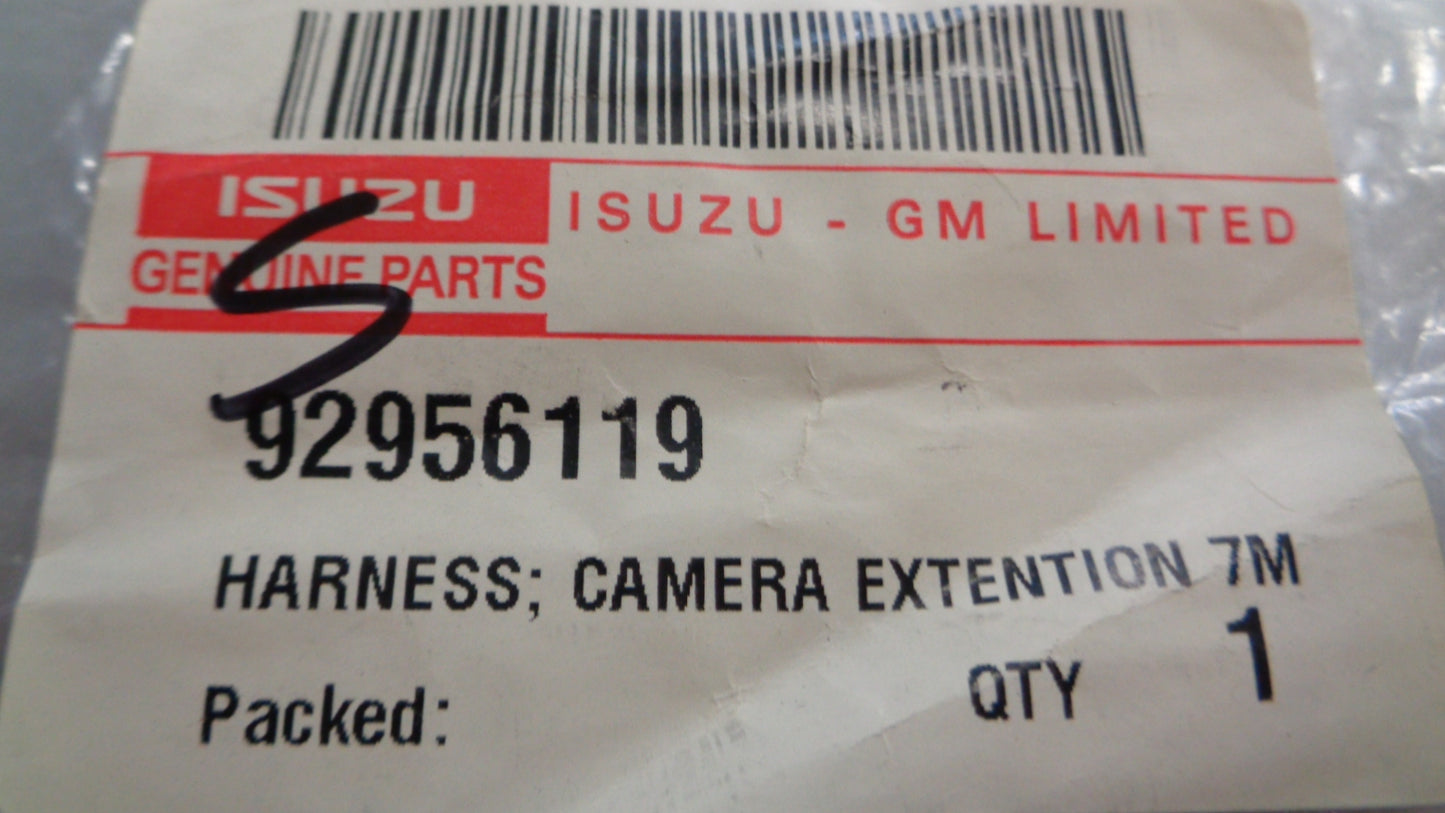 ISUZU
ISUZU - GM LIMITED
GENUINE PARTS
S
92956119
HARNESS; CAMERA EXTENTION 7M
Packed:
QTY 1